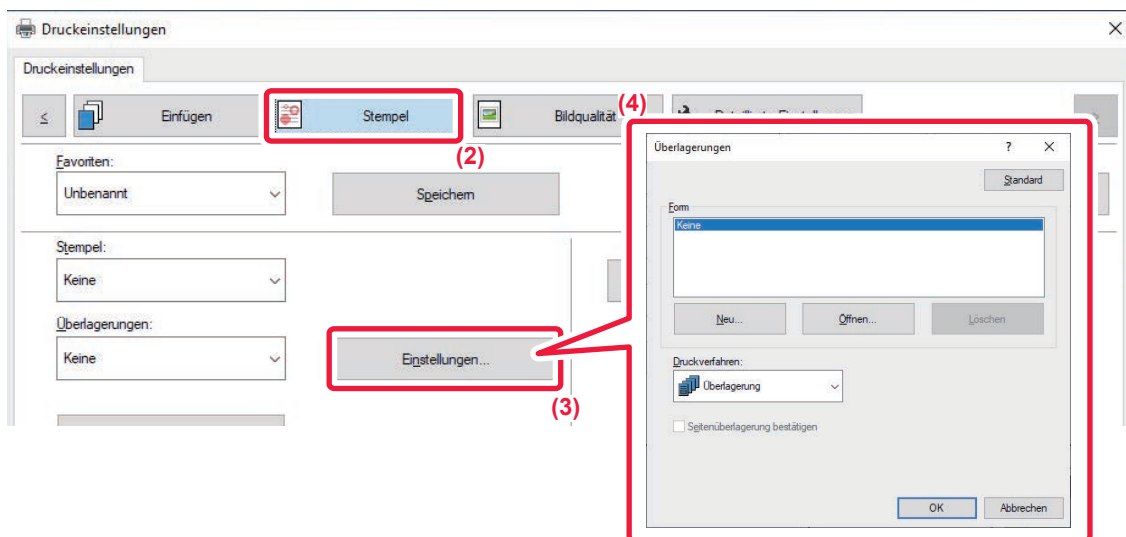 Druckeinstellungen
Druckeinstellungen
Einfügen
Stempel
Bildqualität
(4)
(2)
Favoriten:
Unbenannt
Speichern
Stempel:
Keine
Überlagerungen:
Keine
Einstellungen...
(3)
Überlagerungen
?
Standard
Form
Keine
Neu...
Öffnen...
Löschen
Druckverfahren:
Überlagerung
Seitenüberlagerung bestätigen
OK
Abbrechen